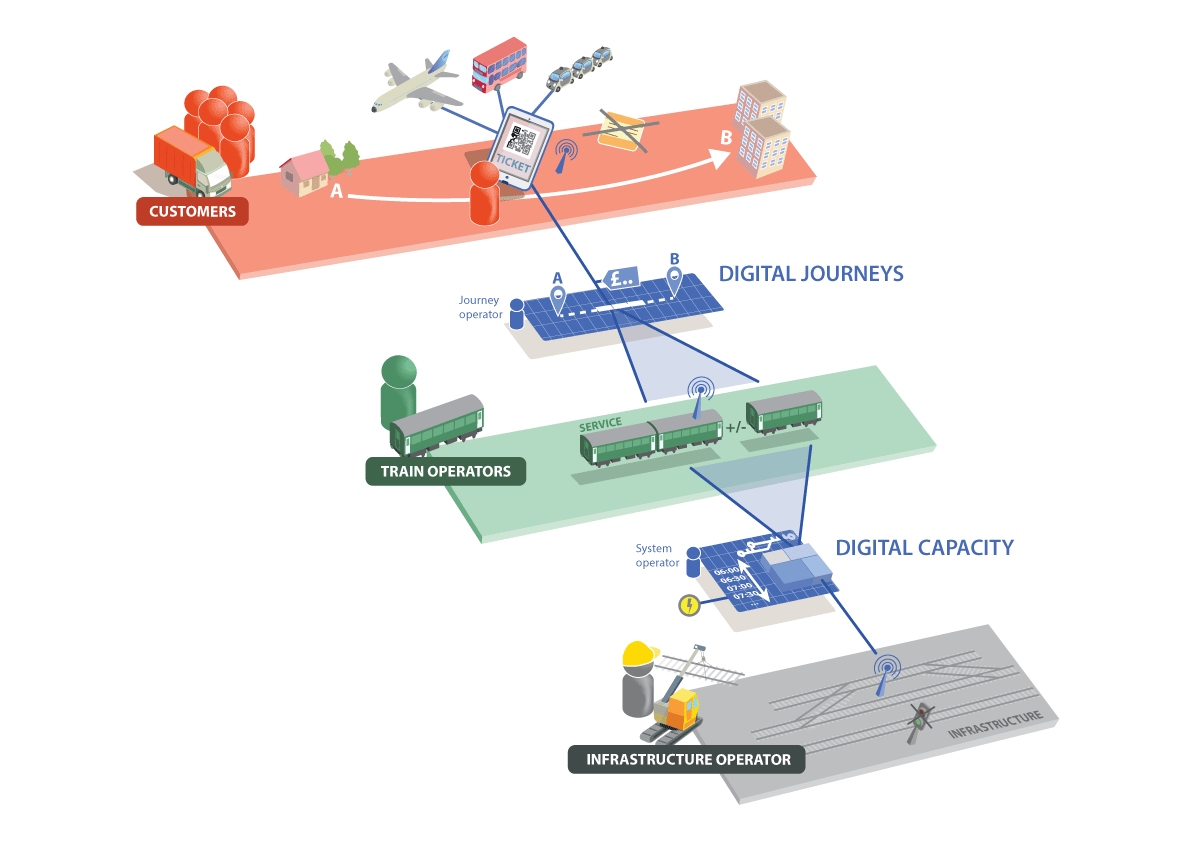 TICKET
B
A
CUSTOMERS
B
A
£..
DIGITAL JOURNEYS
Journey
operator
SERVICE
+/-
TRAIN OPERATORS
System
operator
DIGITAL CAPACITY
06:00
06:30
07:00
07:30
...
INFRASTRUCTURE
INFRASTRUCTURE OPERATOR